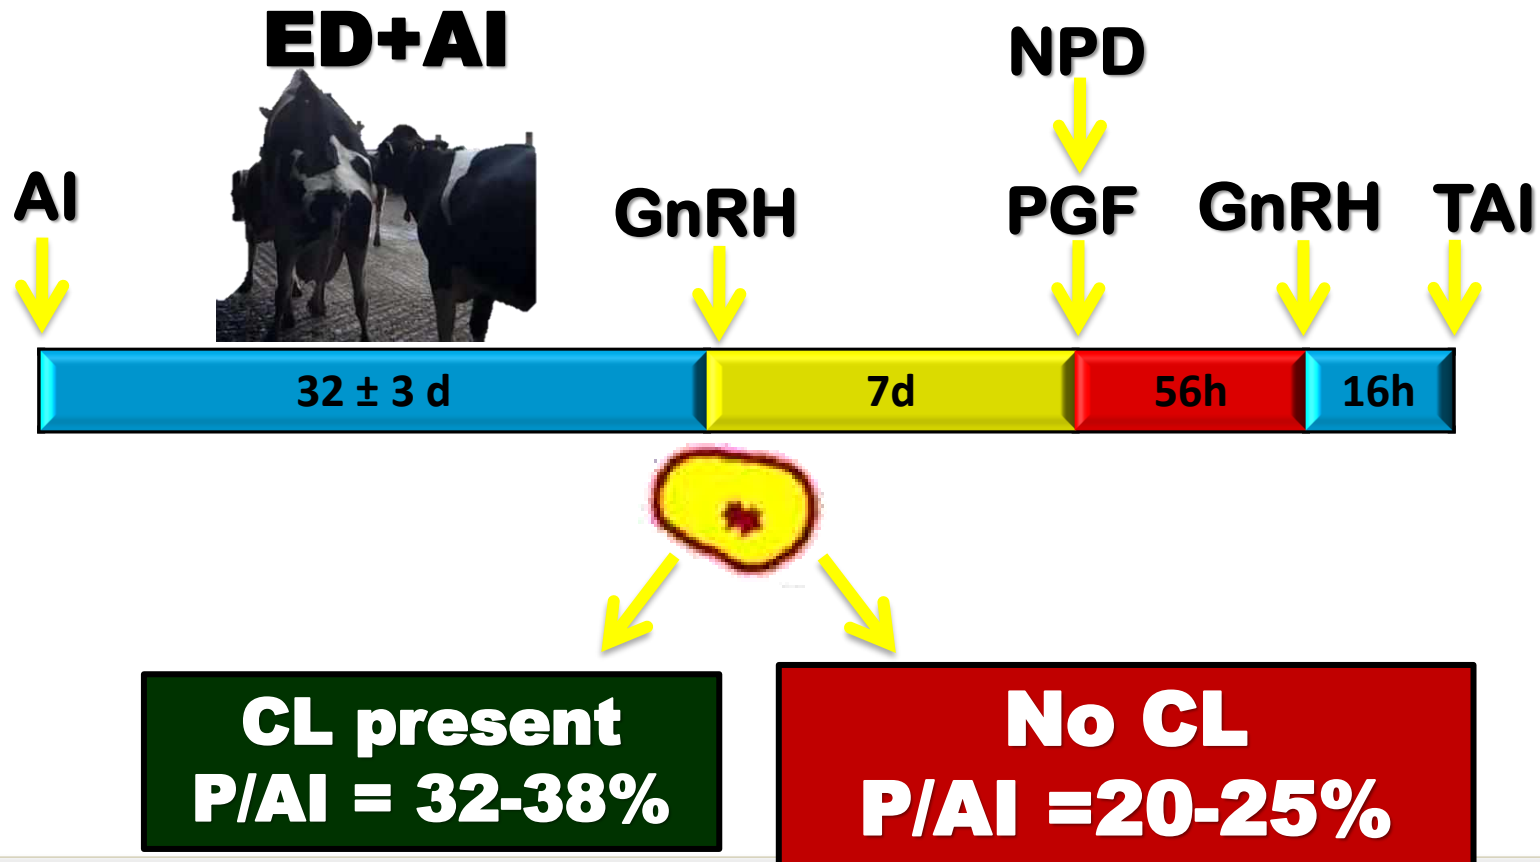 ED+AI
NPD
AI
GnRH
PGF
GnRH
TAI
32 ± 3 d
7d
56h
16h
CL present
P/AI = 32-38%
No CL
P/AI =20-25%